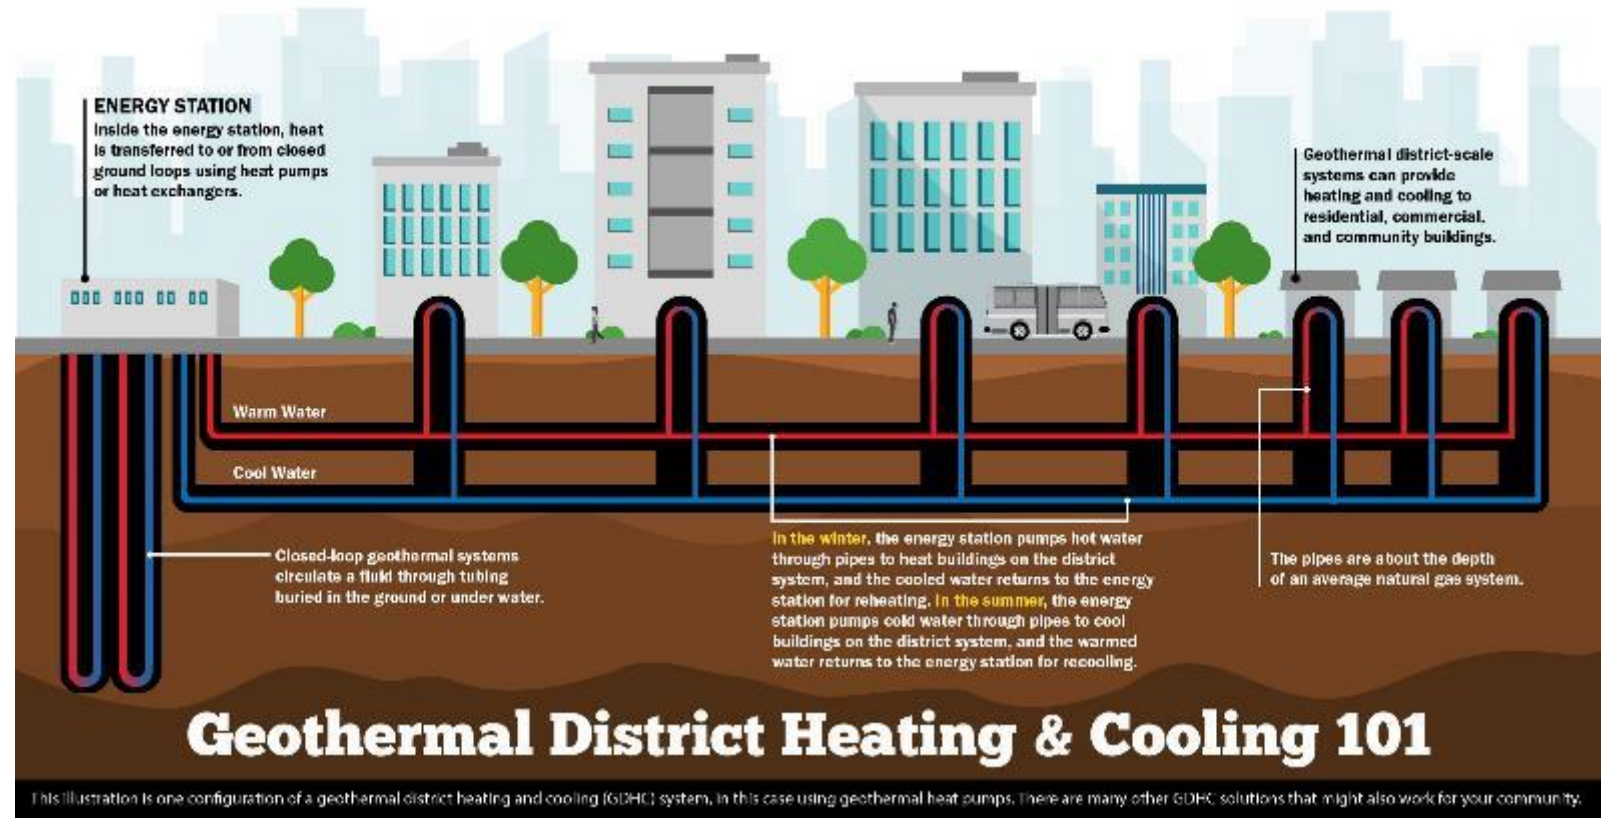 ENERGY STATION
Inside the energy station, heat
is transferred to or from closed
ground loops using heat pumps
or heat exchangers.
Geothermal district-scale
systems can provide
heating and cooling to
residential, commercial,
and community buildings.
Warm Water
Cool Water
Closed-loop geothermal systems
circulate a fluid through tubing
buried in the ground or under water.
In the winter, the energy station pumps hot water
through pipes to heat buildings on the district
system, and the cooled water returns to the energy
station for reheating. In the summer, the energy
station pumps cold water through pipes to cool
buildings on the district system, and the warmed
water returns to the energy station for recooling.
The pipes are about the depth
of an average natural gas system.
Geothermal District Heating & Cooling 101
This illustration is one configuration of a geothermal district heating and cooling (GDHC) system, in this case using geothermal heat pumps. There are many other GDHC solutions that might also work for your community.